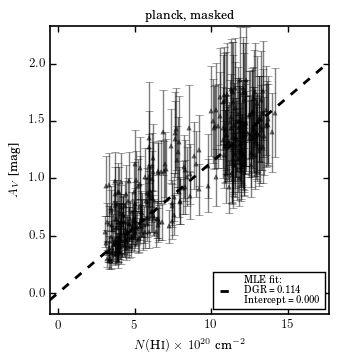 planck, masked
2.0
1.5
1.0
0.5
0.0
A_V [mag]
MLE fit:
DGR = 0.114
Intercept = 0.000
0 5 10 15
N(HI) × 10^20 cm^−2